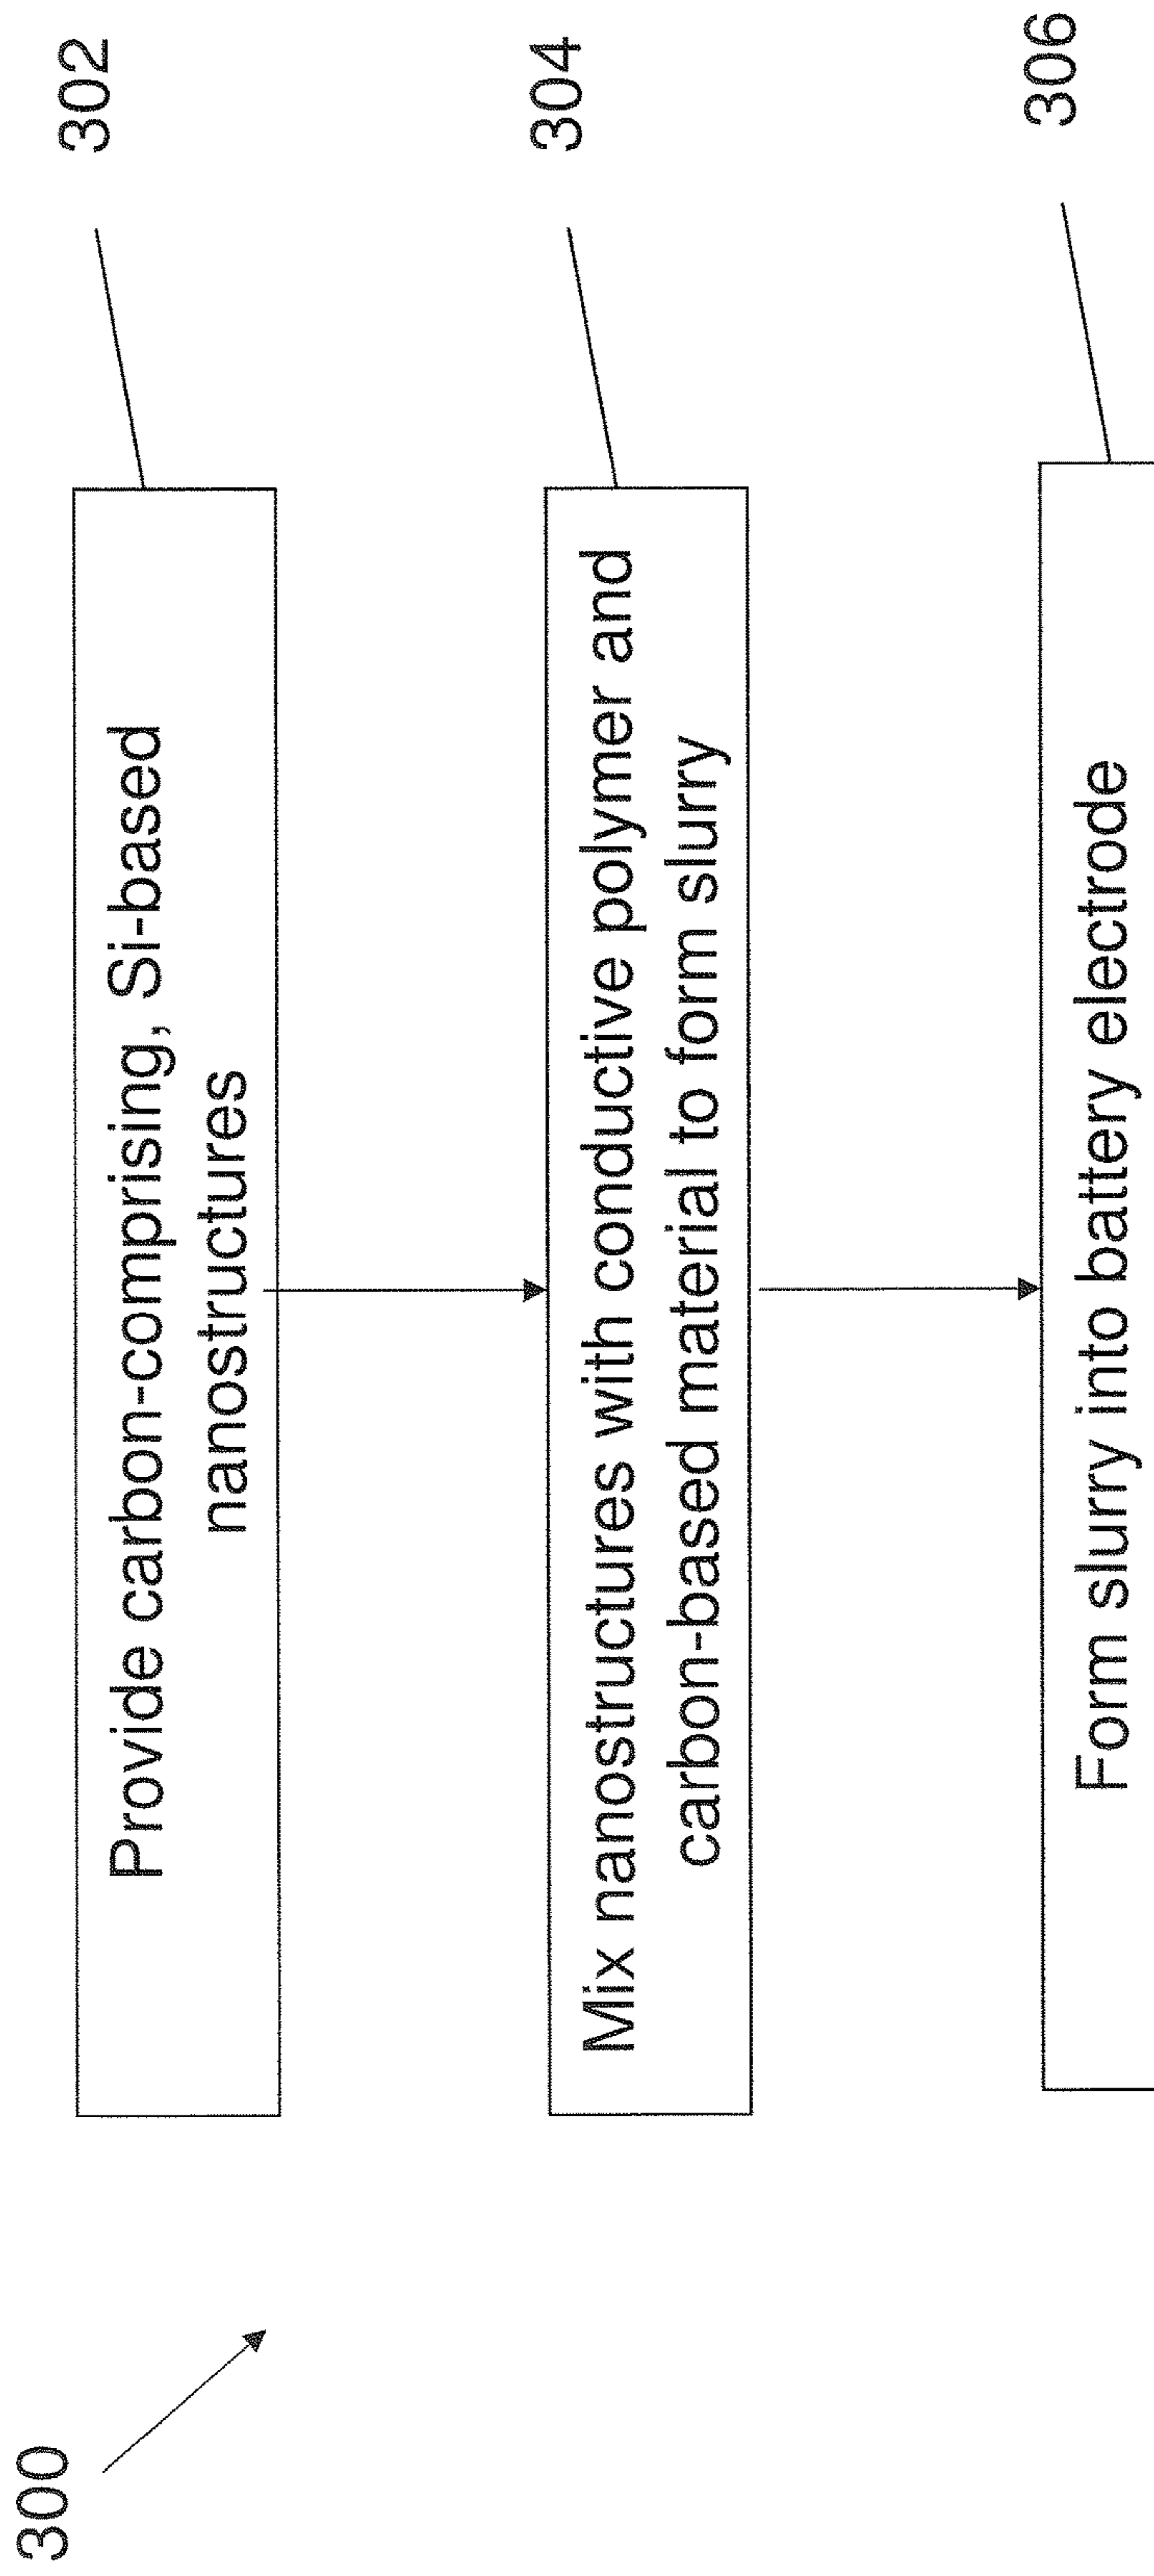 300
302
Provide carbon-comprising, Si-based
nanostructures
304
Mix nanostructures with conductive polymer and
carbon-based material to form slurry
306
Form slurry into battery electrode